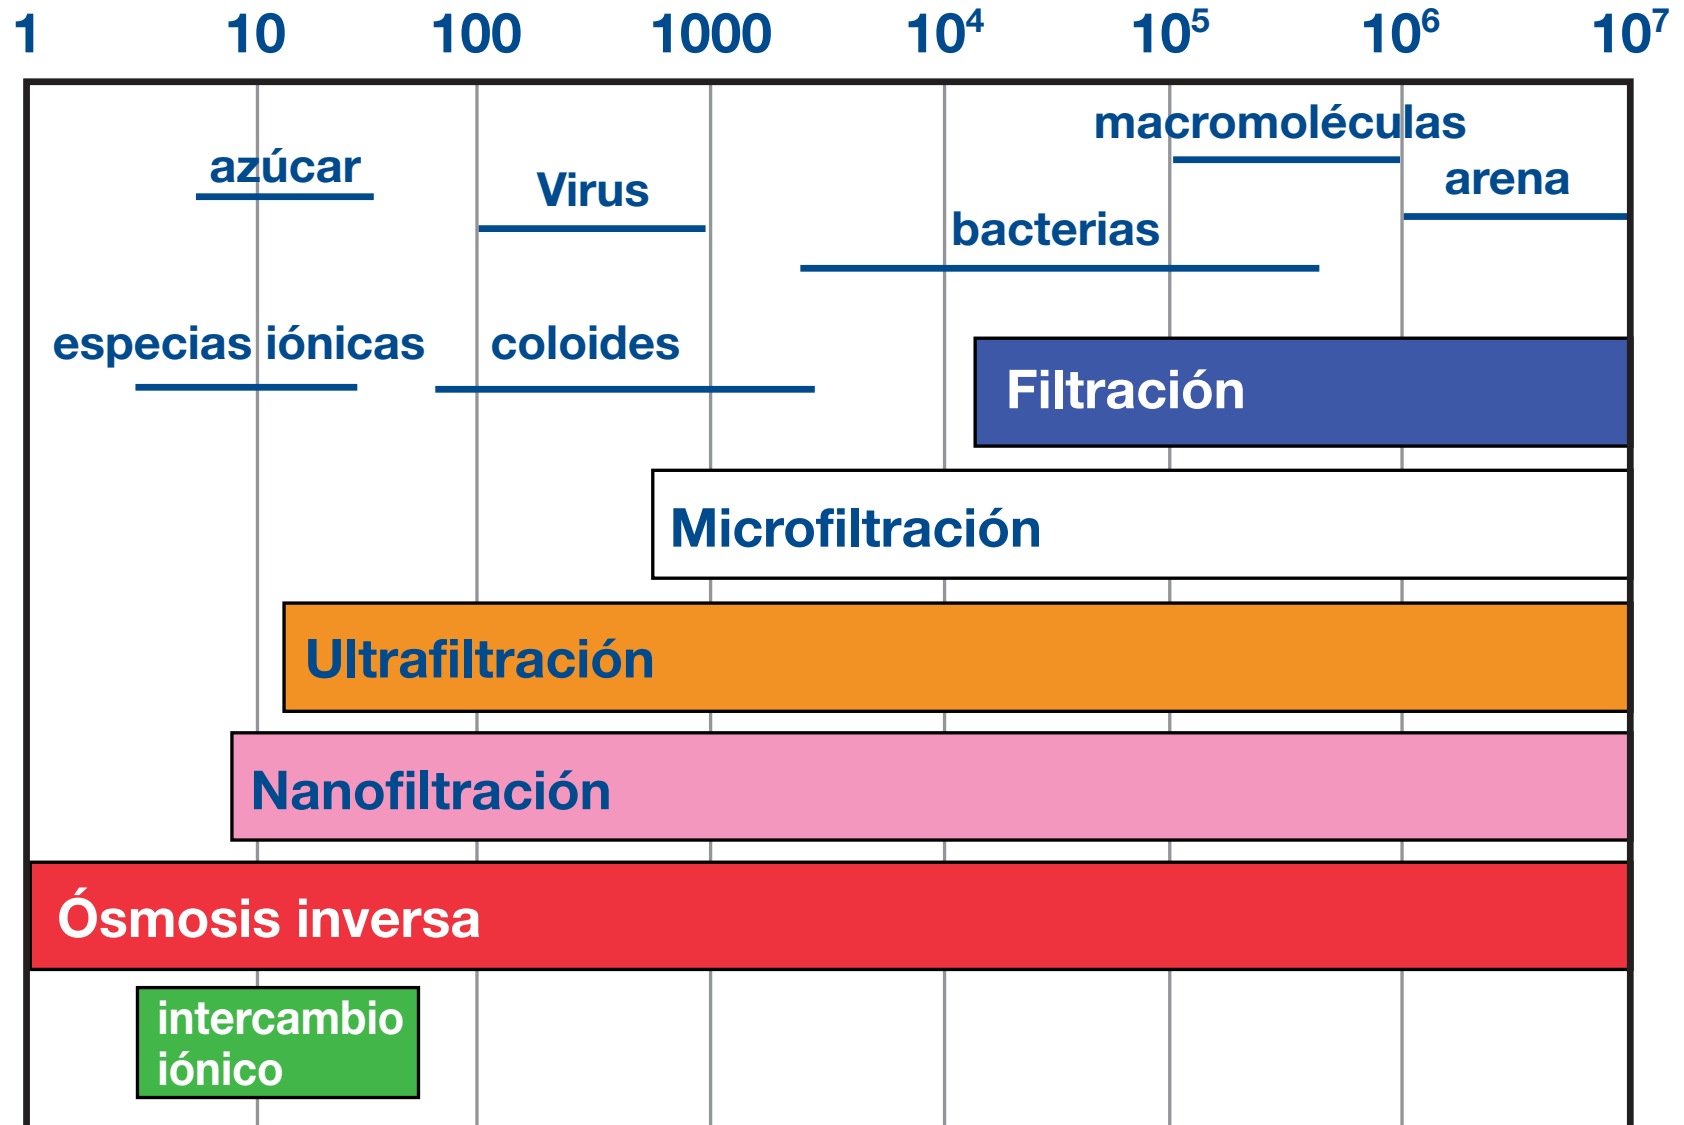 1 10 100 1000 10⁴ 10⁵ 10⁶ 10⁷
macromoléculas
azúcar Virus arena
bacterias
especias iónicas coloides
Filtración
Microfiltración
Ultrafiltración
Nanofiltración
Ósmosis inversa
intercambio
iónico